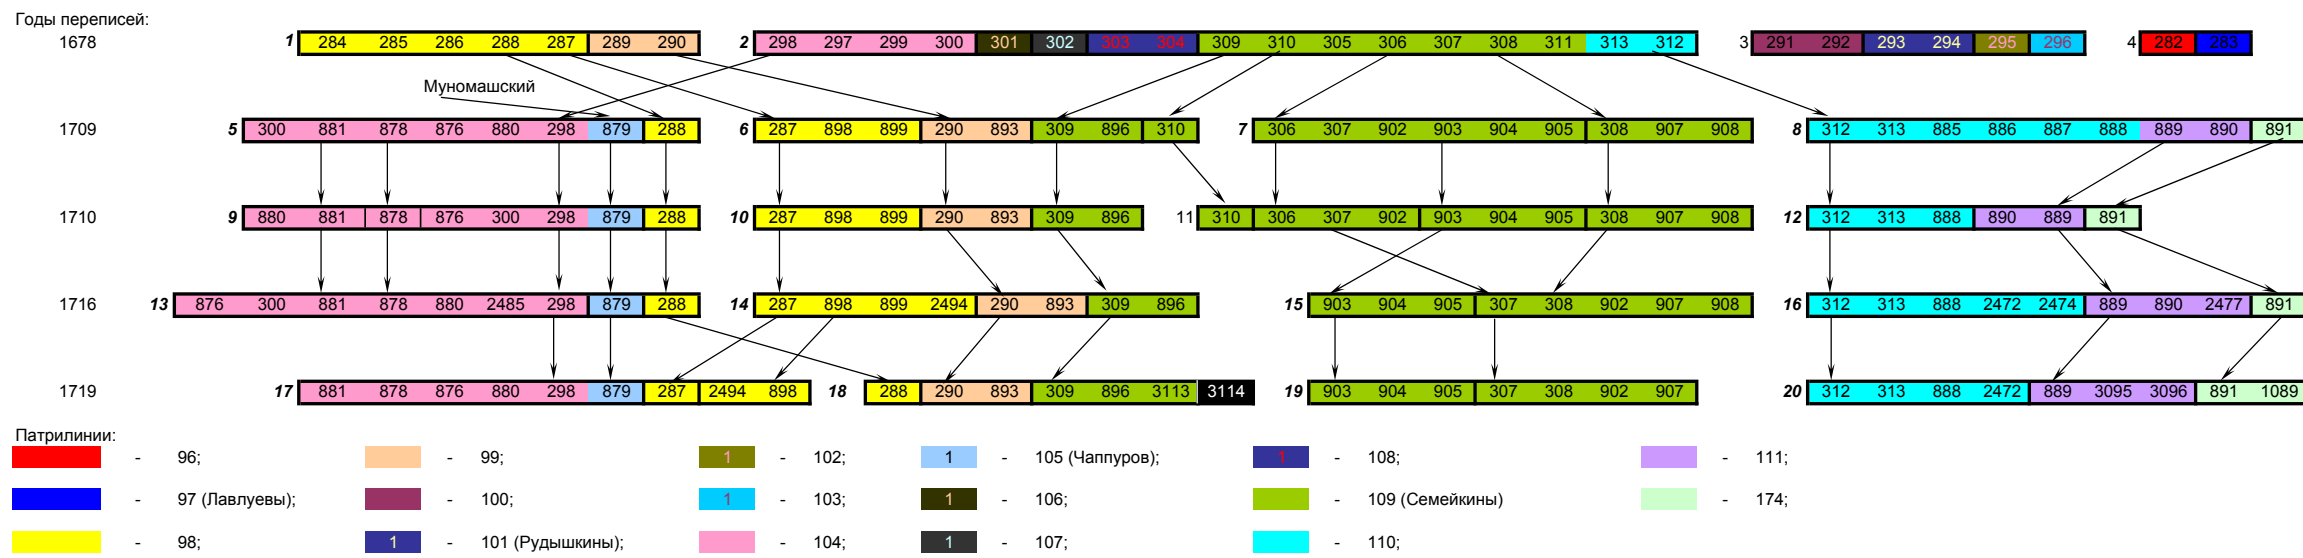 Годы переписей:
1678 1 284 285 286 288 287 289 290 2 298 297 299 300 301 302 303 304 309 310 305 306 307 308 311 313 312 3 291 292 293 294 295 296 4 282 283
Муномашский
1709 5 300 881 878 876 880 298 879 288 6 287 898 899 290 893 309 896 310 7 306 307 902 903 904 905 308 907 908 8 312 313 885 886 887 888 889 890 891
1710 9 880 881 878 876 300 298 879 288 10 287 898 899 290 893 309 896 11 310 306 307 902 903 904 905 308 907 908 12 312 313 888 890 889 891
1716 13 876 300 881 878 880 2485 298 879 288 14 287 898 899 2494 290 893 309 896 15 903 904 905 307 308 902 907 908 16 312 313 888 2472 2474 889 890 2477 891
1719 17 881 878 876 880 298 879 287 2494 898 18 288 290 893 309 896 3113 3114 19 903 904 905 307 308 902 907 20 312 313 888 2472 889 3095 3096 891 1089
Патрилинии:
- 96; - 99; 1 - 102; 1 - 105 (Чаппуров); 1 - 108; - 111;
- 97 (Лавлуевы); - 100; 1 - 103; 1 - 106; - 109 (Семейкины) - 174;
- 98; 1 - 101 (Рудышкины); - 104; 1 - 107; - 110;